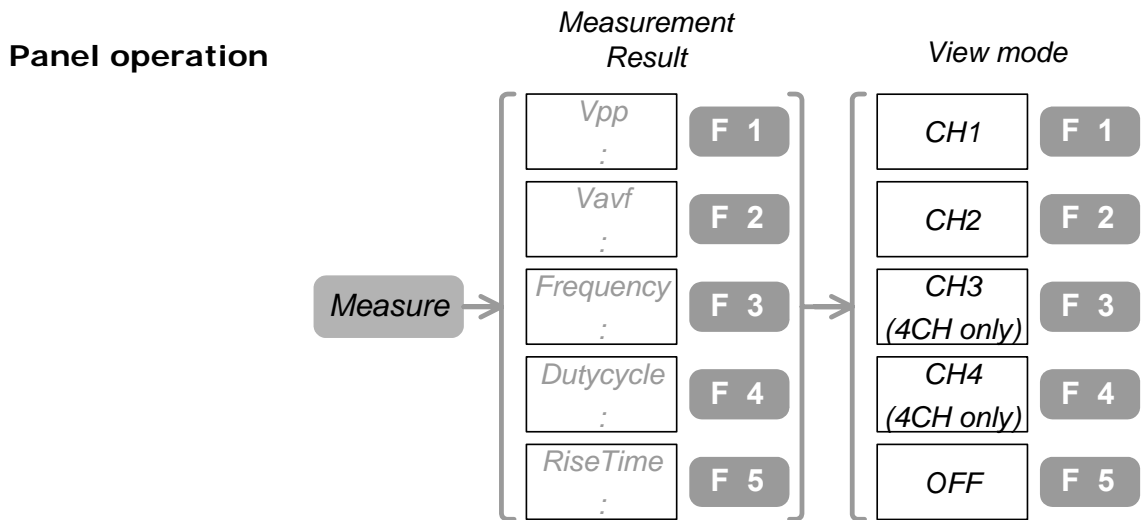 Panel operation
Measurement
Result
View mode
Vpp
:
F 1
CH1
F 1
Vavf
:
F 2
CH2
F 2
Measure
Frequency
:
F 3
CH3
(4CH only)
F 3
Dutycycle
:
F 4
CH4
(4CH only)
F 4
RiseTime
:
F 5
OFF
F 5